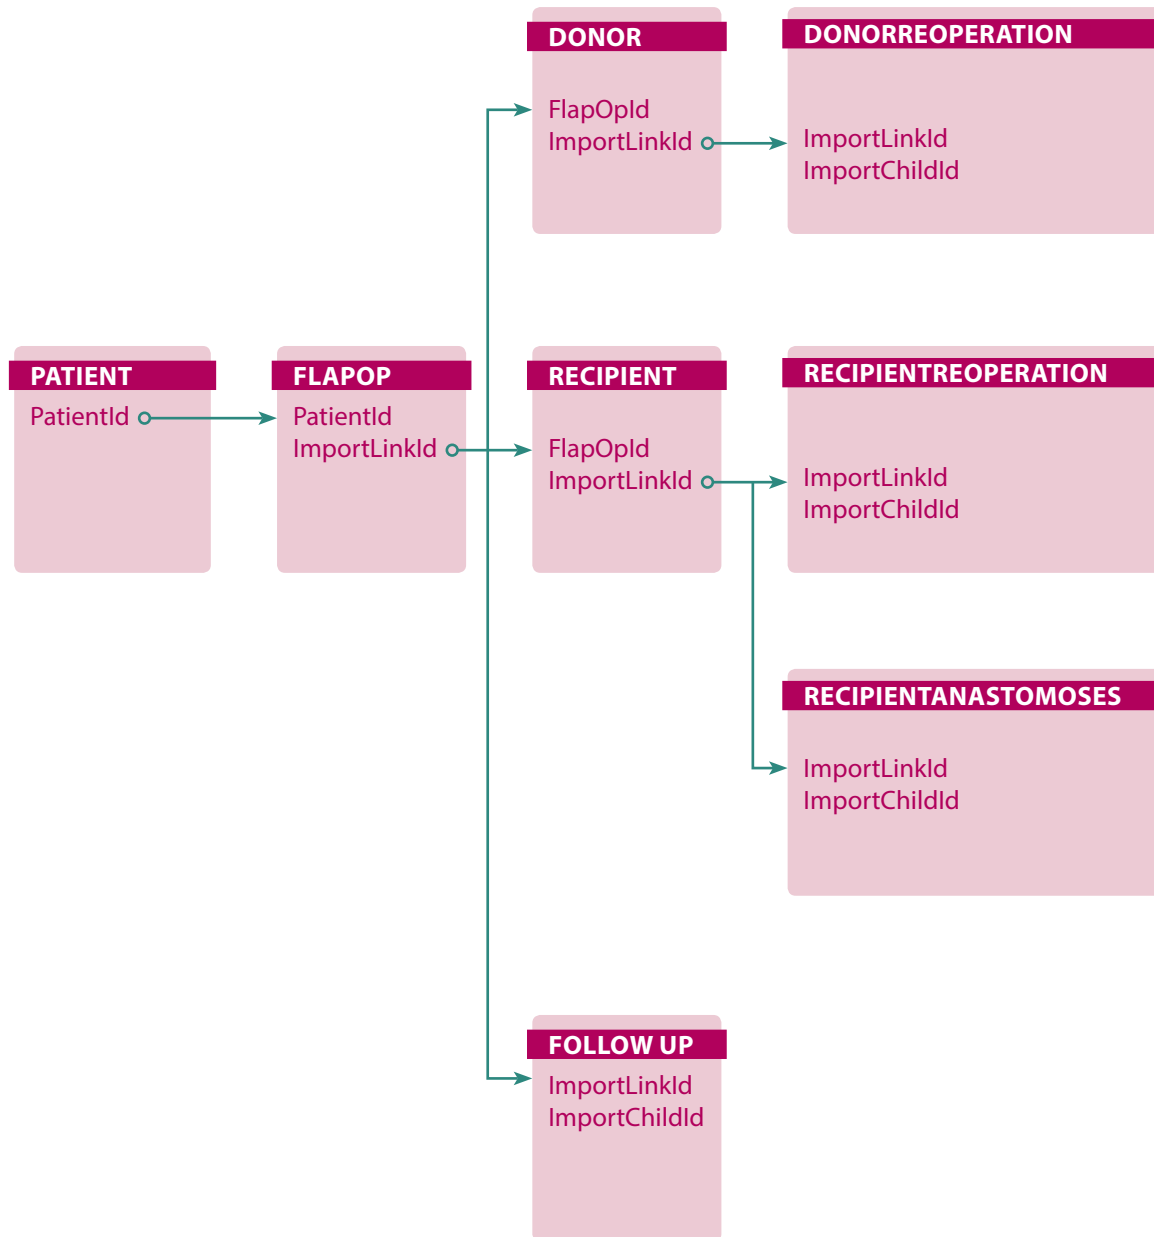 DONOR
FlapOpId
ImportLinkId
DONORREOPERATION
ImportLinkId
ImportChildId
PATIENT
PatientId
FLAPOP
PatientId
ImportLinkId
RECIPIENT
FlapOpId
ImportLinkId
RECIPIENTREOPERATION
ImportLinkId
ImportChildId
RECIPIENTANASTOMOSES
ImportLinkId
ImportChildId
FOLLOW UP
ImportLinkId
ImportChildId